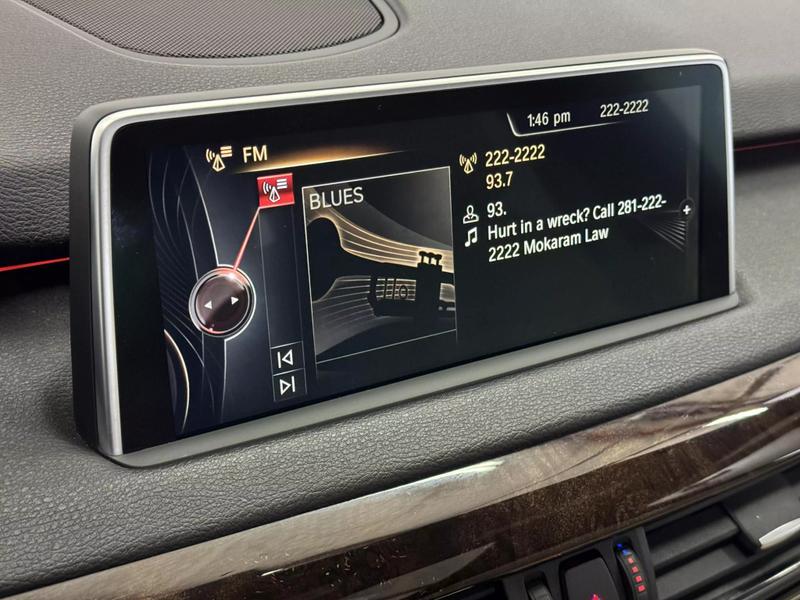 1:46 pm 222-2222
FM
222-2222
93.7
BLUES
93.
Hurt in a wreck? Call 281-222-
2222 Mokaram Law